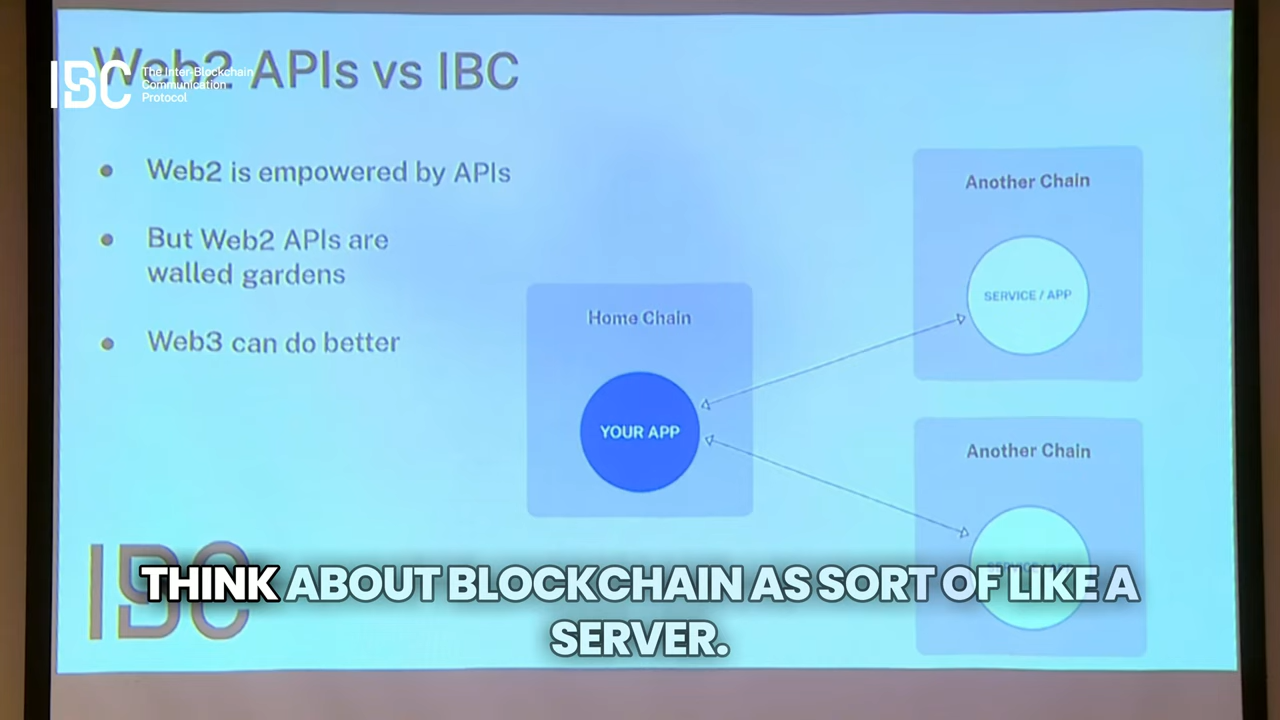 Web2 APIs vs IBC
IBC
The Inter-Blockchain
Communication
Protocol
Web2 is empowered by APIs
But Web2 APIs are
walled gardens
Web3 can do better
Another Chain
SERVICE / APP
Home Chain
YOUR APP
Another Chain
IBC
THINK ABOUT BLOCKCHAIN AS SORT OF LIKE A
SERVER.